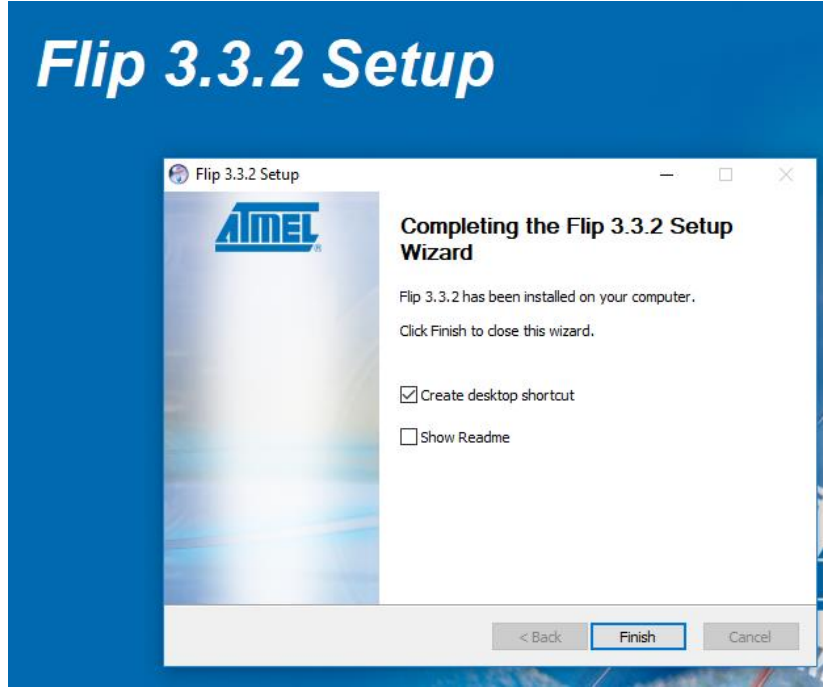 Flip 3.3.2 Setup
Flip 3.3.2 Setup
ATMEL
®
Completing the Flip 3.3.2 Setup
Wizard
Flip 3.3.2 has been installed on your computer.
Click Finish to close this wizard.
Create desktop shortcut
Show Readme
< Back Finish Cancel